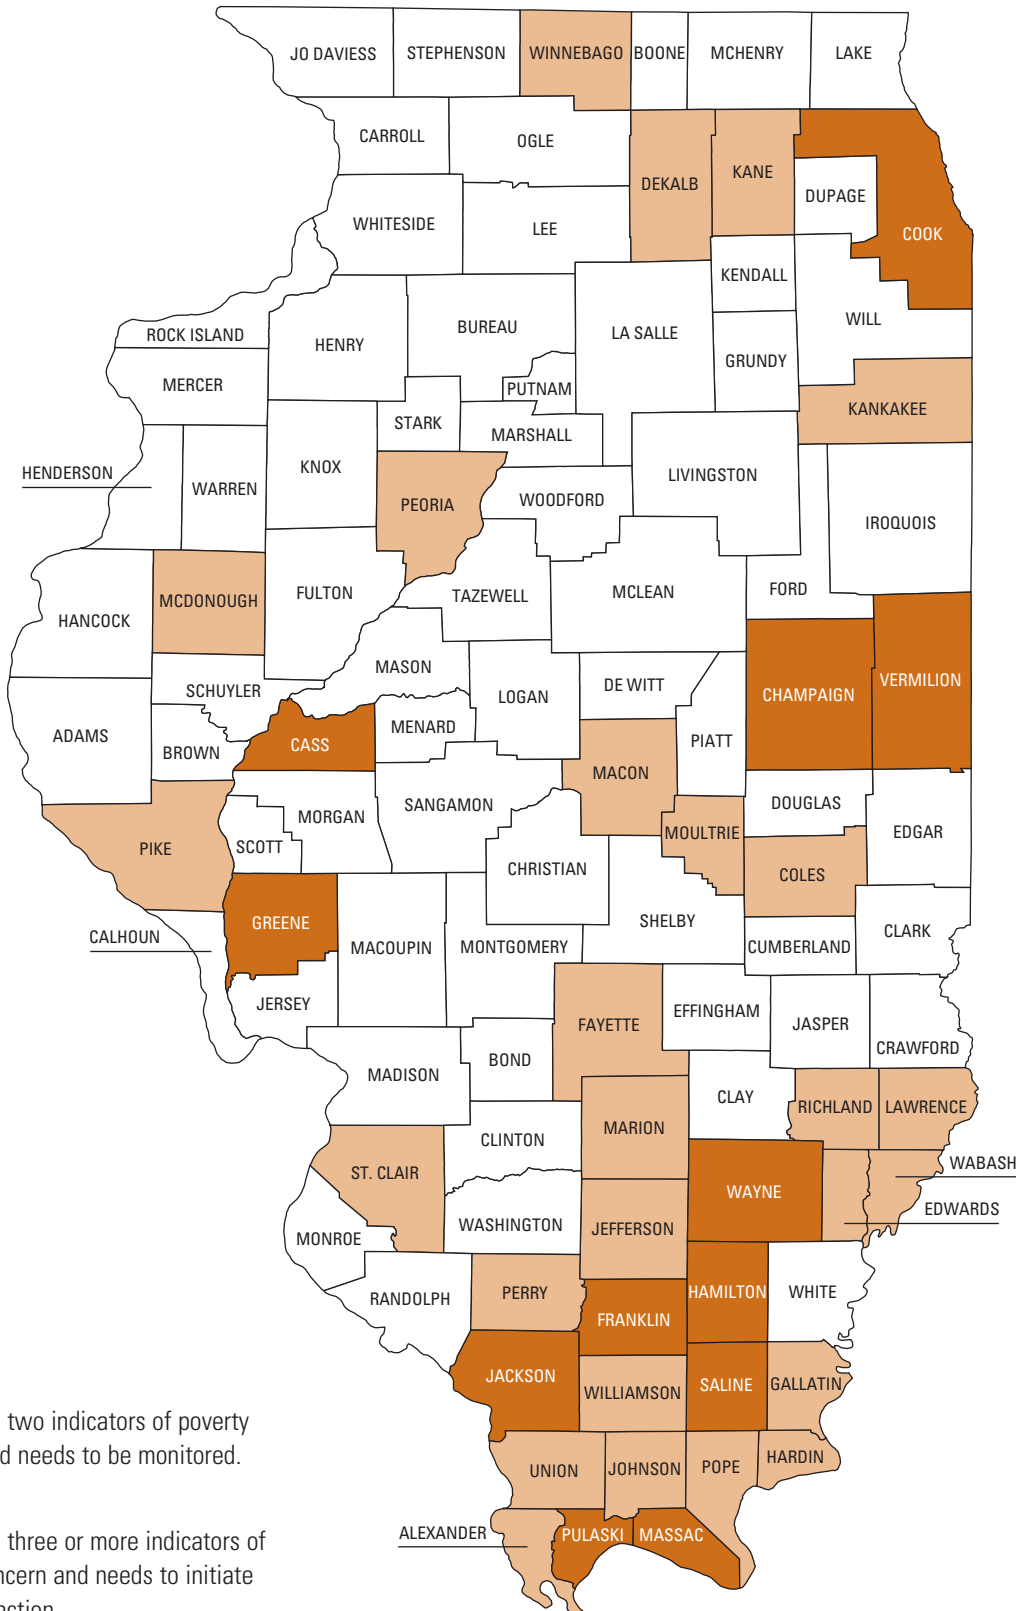 JO DAVIESS
STEPHENSON
WINNEBAGO
BOONE
MCHENRY
LAKE
CARROLL
OGLE
DEKALB
KANE
DUPAGE
COOK
WHITESIDE
LEE
KENDALL
WILL
ROCK ISLAND
HENRY
BUREAU
LA SALLE
GRUNDY
MERCER
PUTNAM
KANKAKEE
STARK
MARSHALL
HENDERSON
WARREN
KNOX
PEORIA
WOODFORD
LIVINGSTON
IROQUOIS
HANCOCK
MCDONOUGH
FULTON
TAZEWELL
MCLEAN
FORD
MASON
SCHUYLER
LOGAN
DE WITT
CHAMPAIGN
VERMILION
ADAMS
BROWN
CASS
MENARD
PIATT
MACON
SANGAMON
DOUGLAS
PIKE
SCOTT
MORGAN
MOULTRIE
EDGAR
CHRISTIAN
COLES
GREENE
CALHOUN
MACOUPIN
MONTGOMERY
SHELBY
CUMBERLAND
CLARK
JERSEY
FAYETTE
EFFINGHAM
JASPER
CRAWFORD
MADISON
BOND
CLAY
RICHLAND
LAWRENCE
MARION
CLINTON
ST. CLAIR
WABASH
WAYNE
EDWARDS
MONROE
WASHINGTON
JEFFERSON
RANDOLPH
PERRY
HAMILTON
WHITE
FRANKLIN
JACKSON
WILLIAMSON
SALINE
GALLATIN
two indicators of poverty
d needs to be monitored.
UNION
JOHNSON
POPE
HARDIN
ALEXANDER
PULASKI
MASSAC
three or more indicators of
ncern and needs to initiate
action